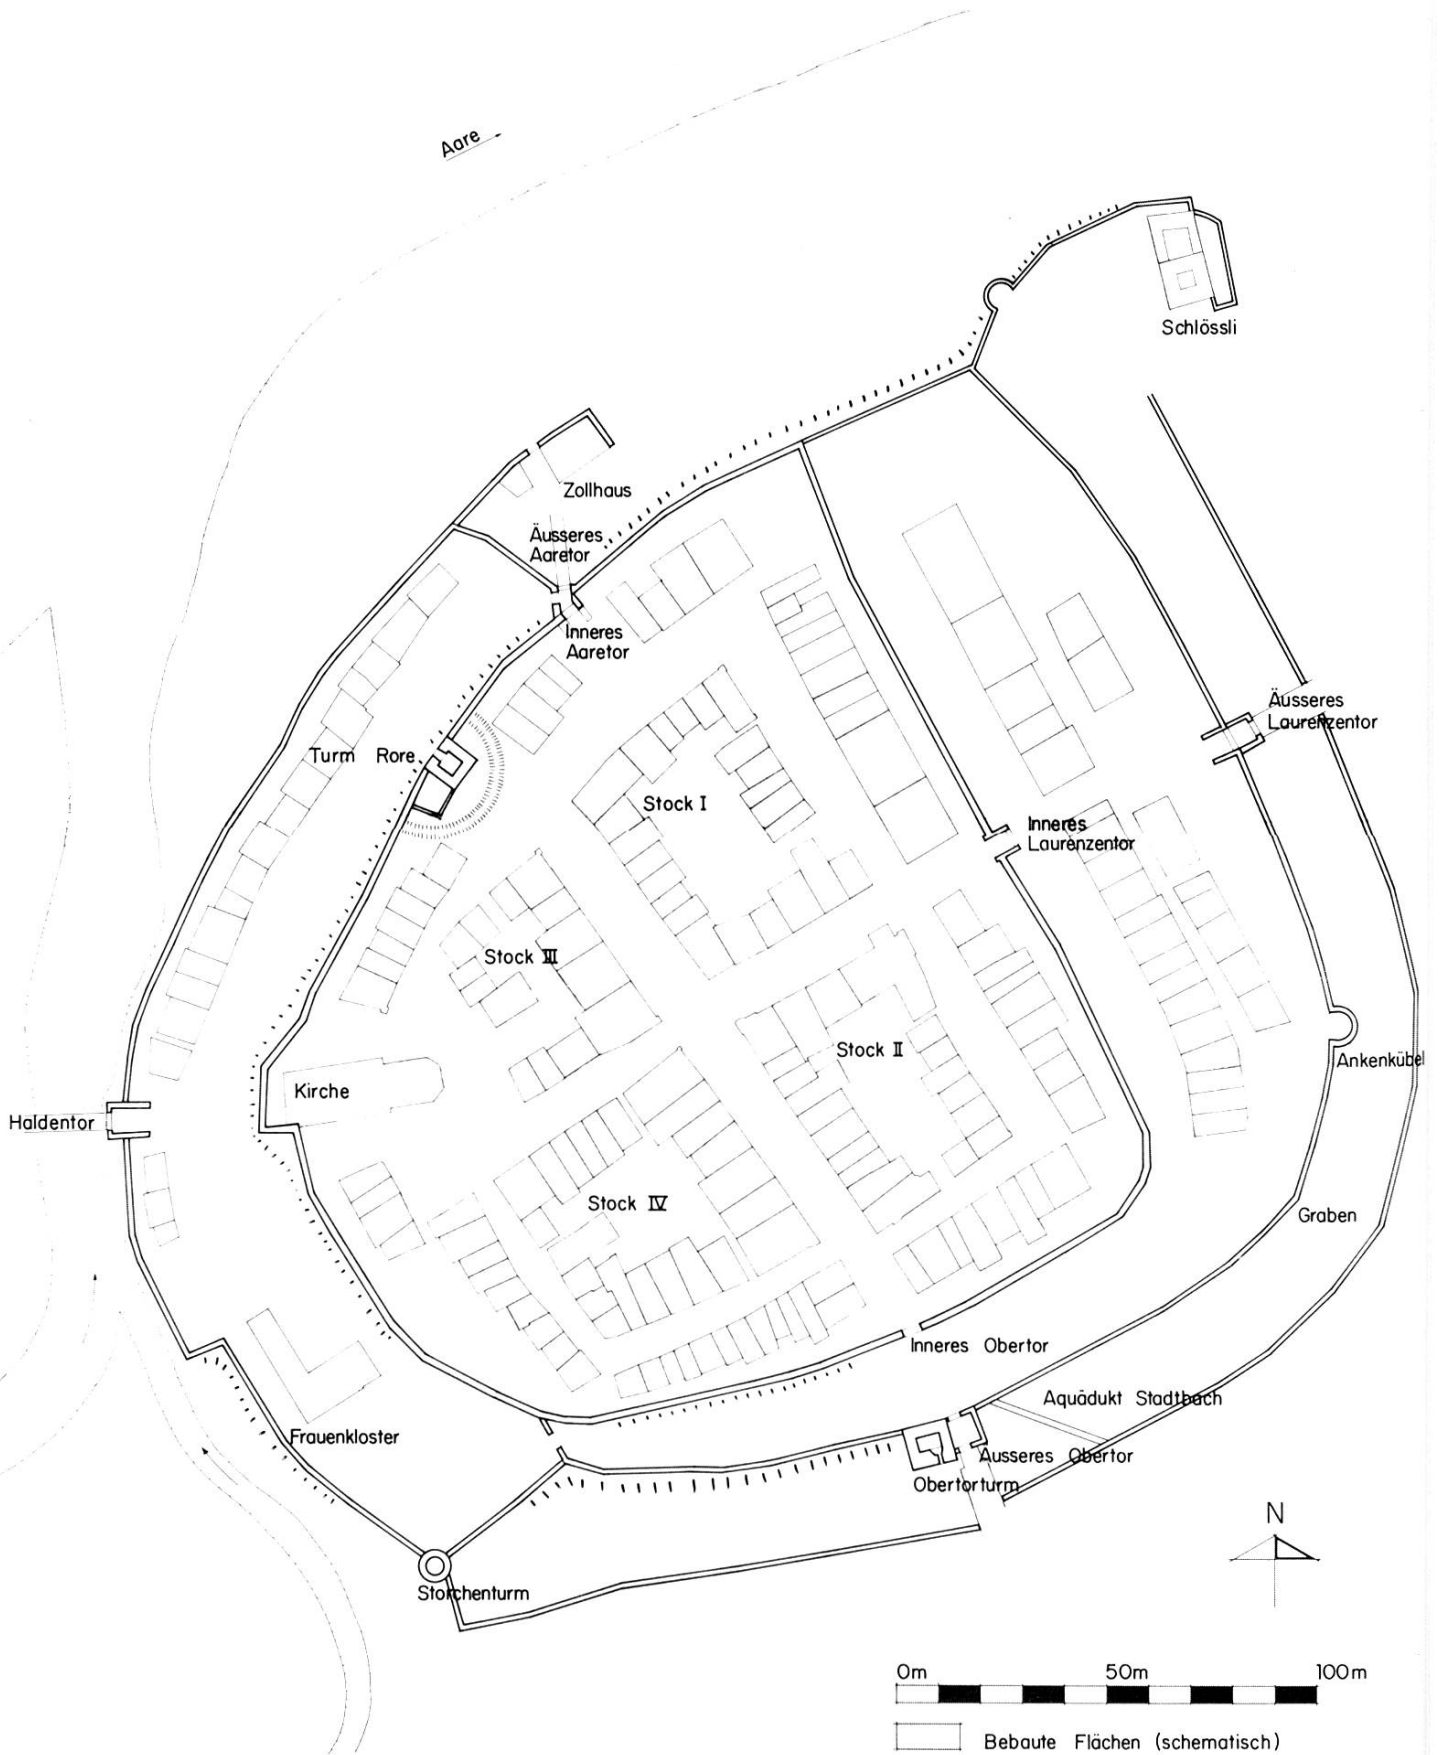 Aare
Schlössli
Zollhaus
Äusseres
Aaretor
Inneres
Aaretor
Äusseres
Laurenzentor
Turm Rore
Stock I
Inneres
Laurenzentor
Stock III
Stock II
Ankenkübel
Kirche
Haldentor
Stock IV
Graben
Inneres Obertor
Aquädukt Stadtbach
Frauenkloster
Äusseres Obertor
Obertorturm
N
Storchenturm
0m 50m 100m
Bebaute Flächen (schematisch)